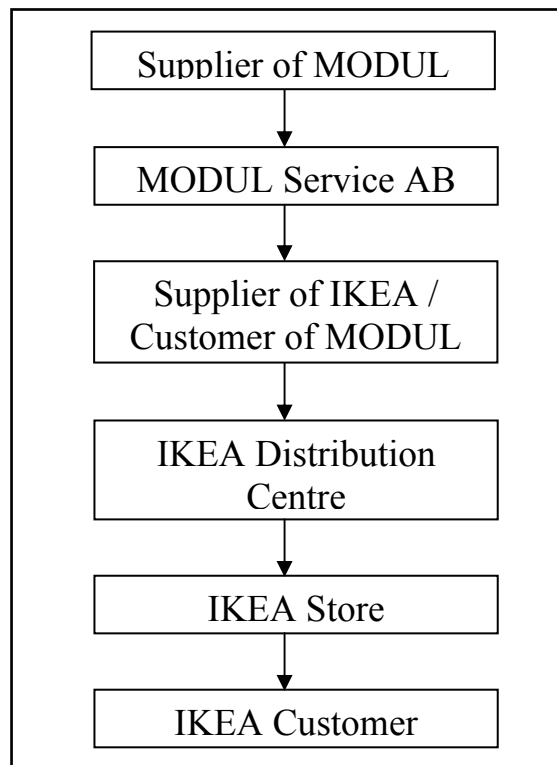 Supplier of MODUL
MODUL Service AB
Supplier of IKEA /
Customer of MODUL
IKEA Distribution
Centre
IKEA Store
IKEA Customer